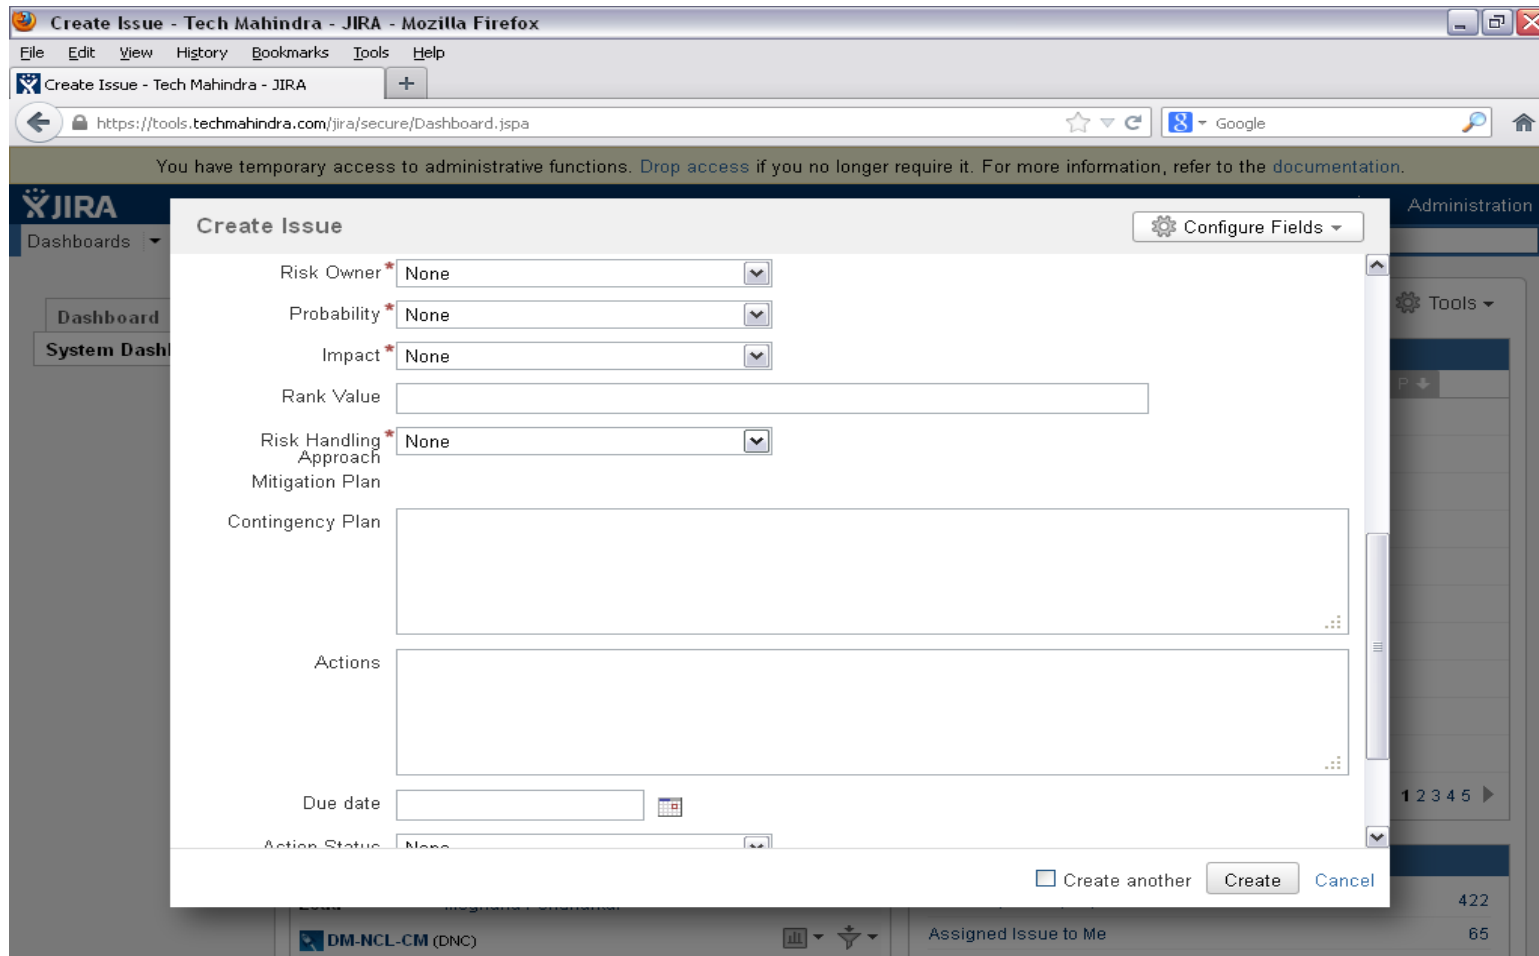 Create Issue - Tech Mahindra - JIRA - Mozilla Firefox
File Edit View History Bookmarks Tools Help
Create Issue - Tech Mahindra - JIRA +
https://tools.techmahindra.com/jira/secure/Dashboard.jspa Google
You have temporary access to administrative functions. Drop access if you no longer require it. For more information, refer to the documentation.
JIRA Administration
Dashboards
Create Issue Configure Fields
Risk Owner * None
Dashboard Probability * None Tools
System Dash Impact * None
P
Rank Value
Risk Handling Approach * None
Mitigation Plan
Contingency Plan
Actions
Due date 1 2 3 4 5
Action Status None
Create another Create Cancel
422
DM-NCL-CM (DNC) Assigned Issue to Me 65